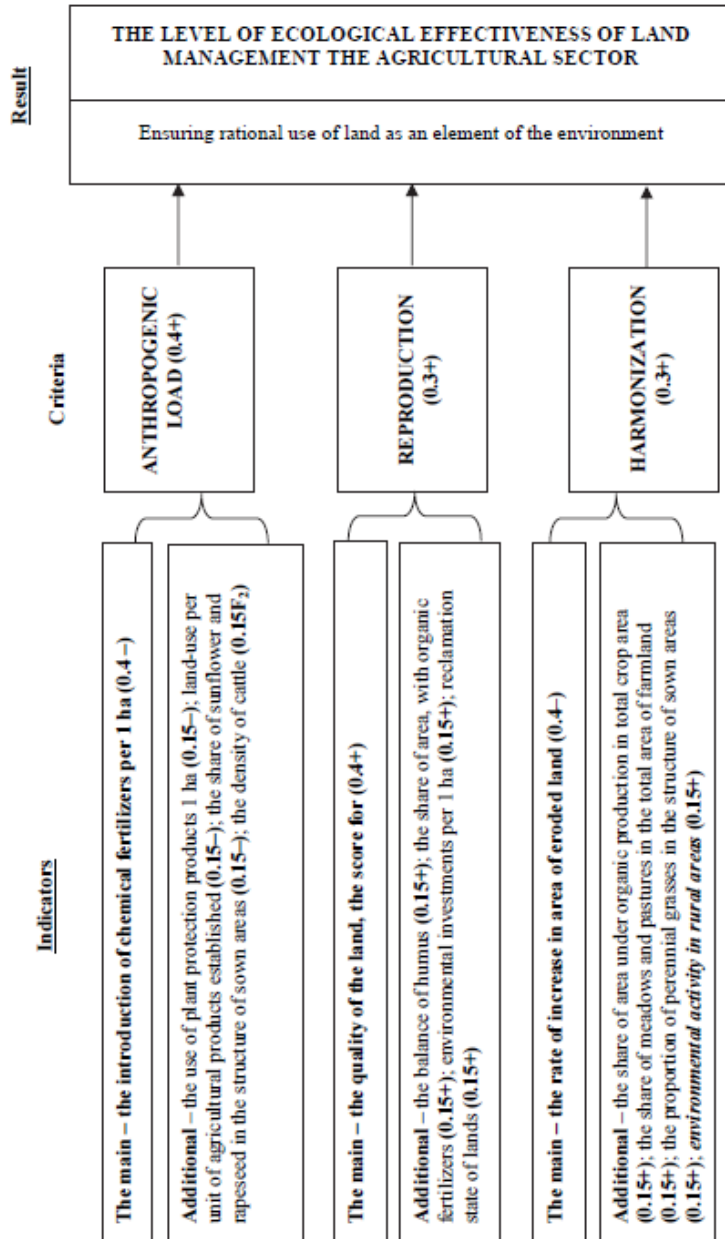 Indicators
Criteria
Result
The main – the introduction of chemical fertilizers per 1 ha (0.4–)
Additional – the use of plant protection products 1 ha (0.15–); land-use per
unit of agricultural products established (0.15–); the share of sunflower and
rapeseed in the structure of sown areas (0.15–); the density of cattle (0.15F₂)
ANTHROPOGENIC
LOAD (0.4+)
The main – the quality of the land, the score for (0.4+)
Additional – the balance of humus (0.15+); the share of area, with organic
fertilizers (0.15+); environmental investments per 1 ha (0.15+); reclamation
state of lands (0.15+)
REPRODUCTION
(0.3+)
The main – the rate of increase in area of eroded land (0.4–)
Additional – the share of area under organic production in total crop area
(0.15+); the share of meadows and pastures in the total area of farmland
(0.15+); the proportion of perennial grasses in the structure of sown areas
(0.15+); environmental activity in rural areas (0.15+)
HARMONIZATION
(0.3+)
THE LEVEL OF ECOLOGICAL EFFECTIVENESS OF LAND
MANAGEMENT THE AGRICULTURAL SECTOR
Ensuring rational use of land as an element of the environment